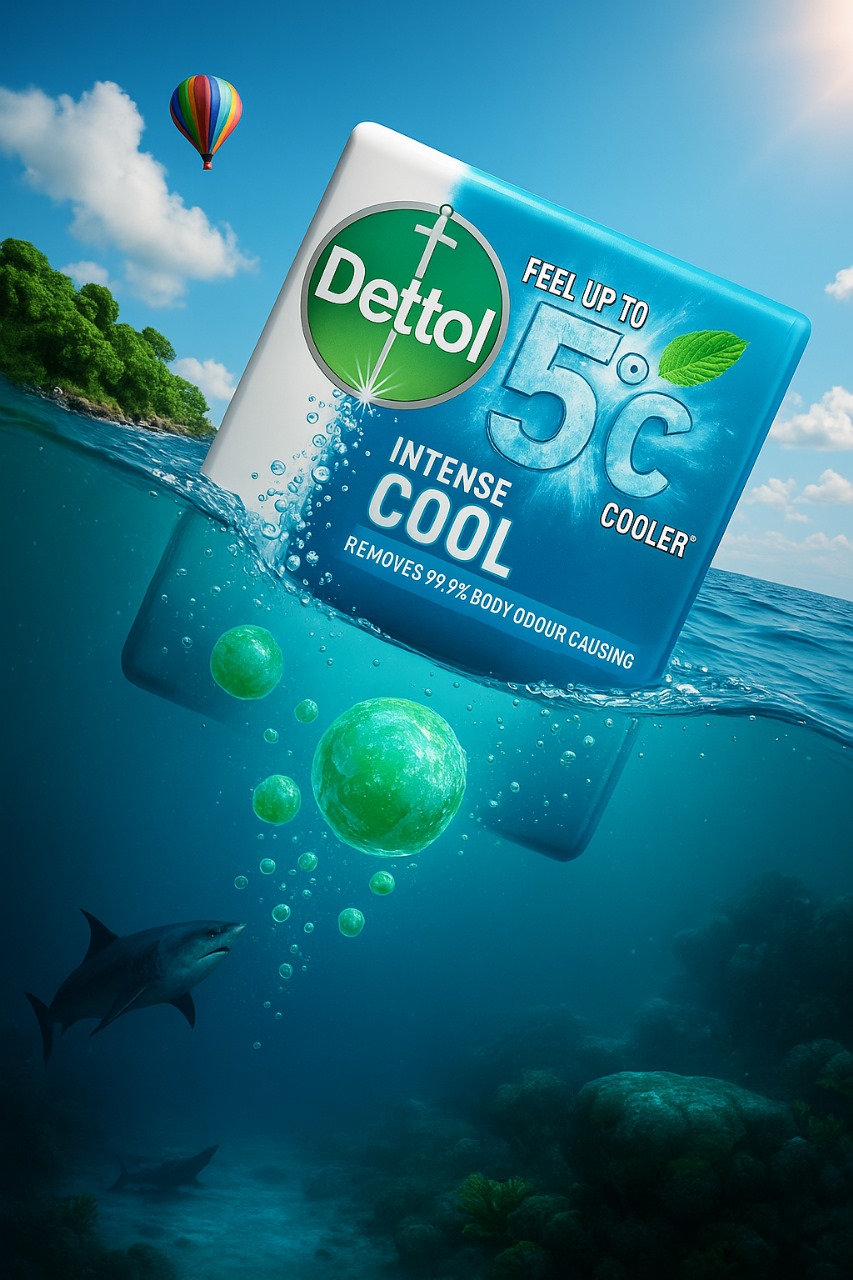 Dettol
FEEL UP TO
5°C
COOLER®
INTENSE
COOL
REMOVES 99.9% BODY ODOUR CAUSING